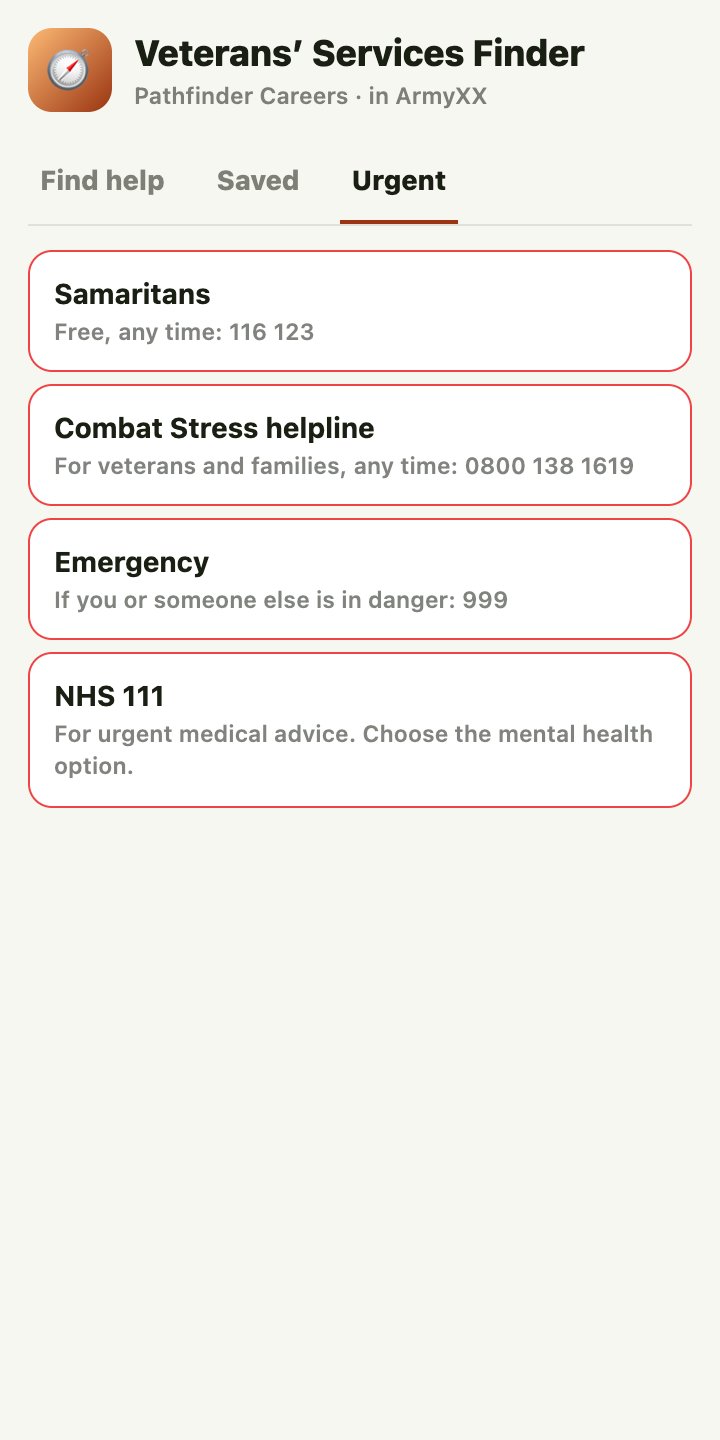 Veterans’ Services Finder
Pathfinder Careers · in ArmyXX
Find help Saved Urgent
Samaritans
Free, any time: 116 123
Combat Stress helpline
For veterans and families, any time: 0800 138 1619
Emergency
If you or someone else is in danger: 999
NHS 111
For urgent medical advice. Choose the mental health
option.